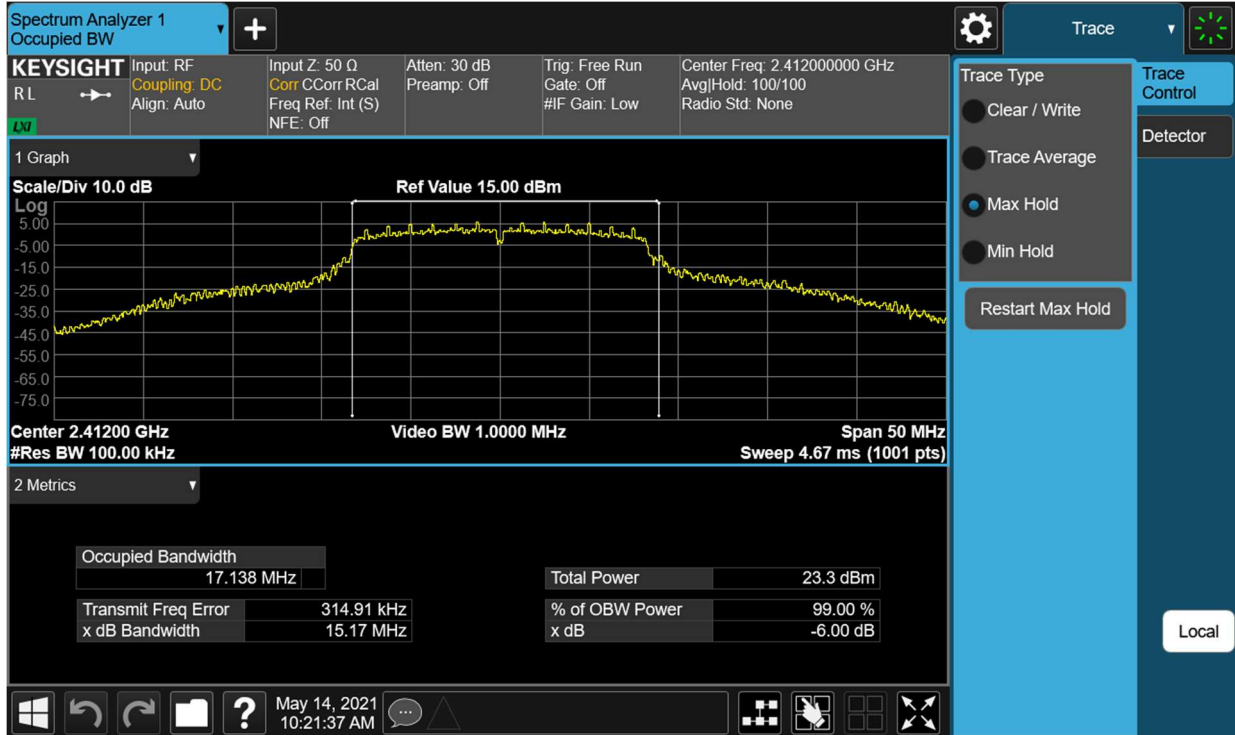 Spectrum Analyzer 1
Occupied BW
Trace
KEYSIGHT
R L
LXI
Input: RF
Coupling: DC
Align: Auto
Input Z: 50 Ω
Corr CCorr RCal
Freq Ref: Int (S)
NFE: Off
Atten: 30 dB
Preamp: Off
Trig: Free Run
Gate: Off
#IF Gain: Low
Center Freq: 2.412000000 GHz
Avg|Hold: 100/100
Radio Std: None
1 Graph
Scale/Div 10.0 dB
Ref Value 15.00 dBm
Log
5.00
-5.00
-15.0
-25.0
-35.0
-45.0
-55.0
-65.0
-75.0
Center 2.41200 GHz
Video BW 1.0000 MHz
Span 50 MHz
#Res BW 100.00 kHz
Sweep 4.67 ms (1001 pts)
2 Metrics
Occupied Bandwidth
17.138 MHz
Total Power 23.3 dBm
Transmit Freq Error 314.91 kHz
% of OBW Power 99.00 %
x dB Bandwidth 15.17 MHz
x dB -6.00 dB
Trace Type
Clear / Write
Trace Average
Max Hold
Min Hold
Restart Max Hold
Trace
Control
Detector
Local
?
May 14, 2021
10:21:37 AM